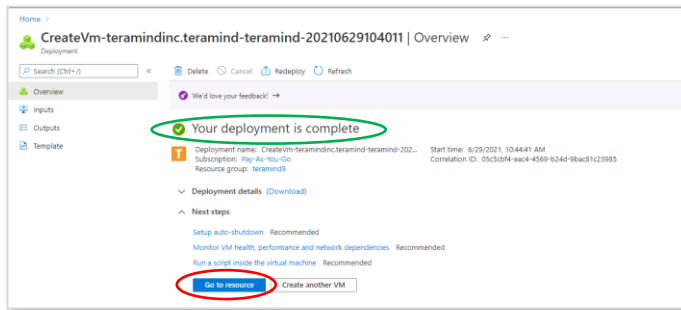 Home >
CreateVm-teramindinc.teramind-teramind-20210629104011 | Overview
Deployment
Search (Ctrl+/)
«
Delete Cancel Redeploy Refresh
Overview
Inputs
Outputs
Template
We'd love your feedback! →
Your deployment is complete
T
Deployment name: CreateVm-teramindinc.teramind-teramind-202...
Subscription: Pay-As-You-Go
Resource group: teramind9
Start time: 6/29/2021, 10:44:41 AM
Correlation ID: 05c5cbf4-eac4-4569-b24d-9bac81c23985
Deployment details (Download)
Next steps
Setup auto-shutdown Recommended
Monitor VM health, performance and network dependencies Recommended
Run a script inside the virtual machine Recommended
Go to resource
Create another VM